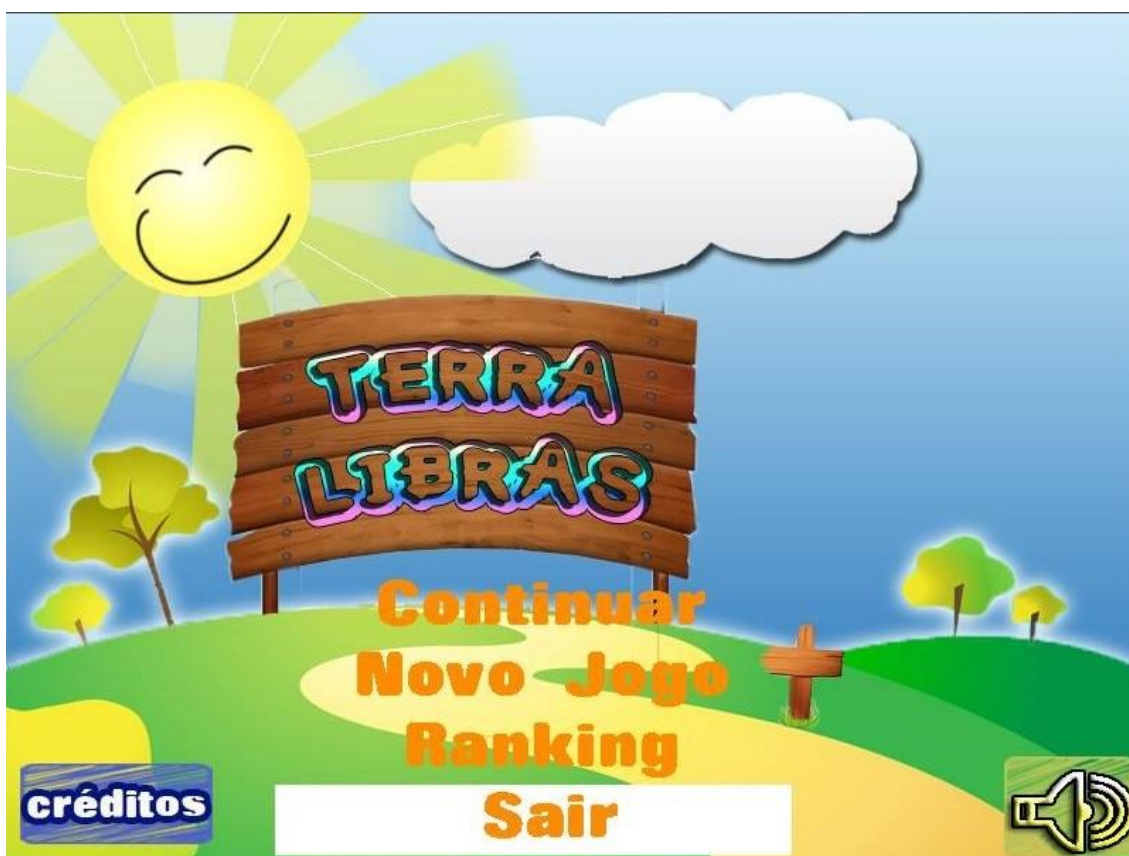 TERRA
LIBRAS
Continuar
Novo Jogo
Ranking
créditos
Sair